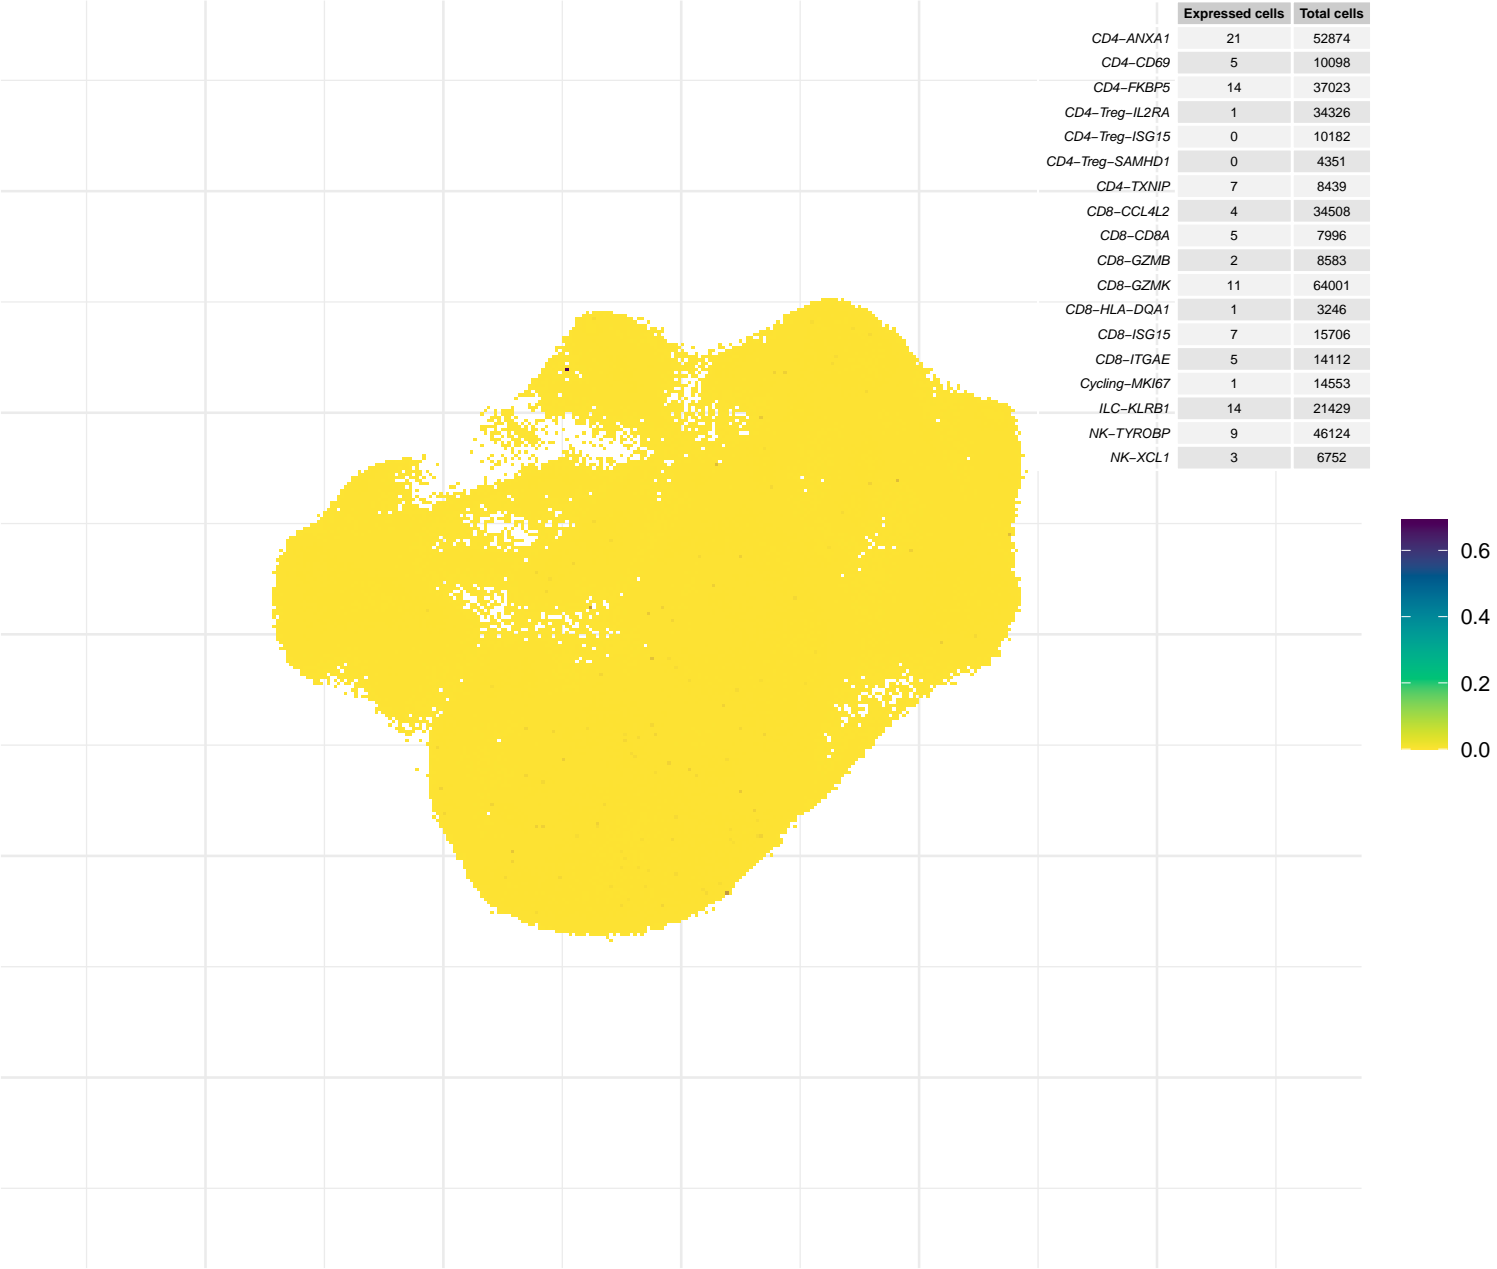 Expressed cells Total cells
CD4−ANXA1 21 52874
CD4−CD69 5 10098
CD4−FKBP5 14 37023
CD4−Treg−IL2RA 1 34326
CD4−Treg−ISG15 0 10182
CD4−Treg−SAMHD1 0 4351
CD4−TXNIP 7 8439
CD8−CCL4L2 4 34508
CD8−CD8A 5 7996
CD8−GZMB 2 8583
CD8−GZMK 11 64001
CD8−HLA−DQA1 1 3246
CD8−ISG15 7 15706
CD8−ITGAE 5 14112
Cycling−MKI67 1 14553
ILC−KLRB1 14 21429
NK−TYROBP 9 46124
NK−XCL1 3 6752
0.6
0.4
0.2
0.0